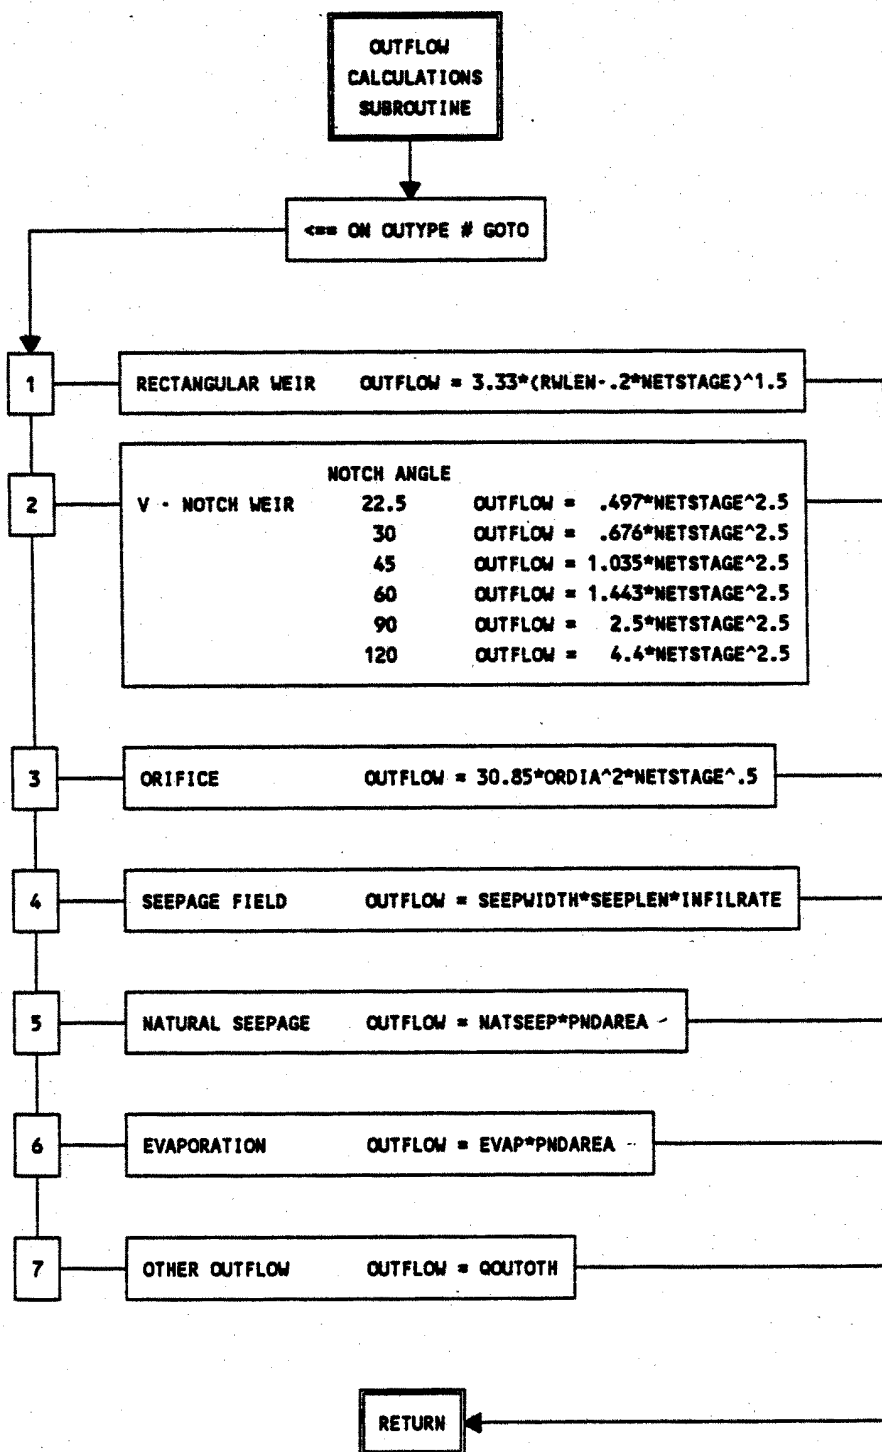 OUTFLOW
CALCULATIONS
SUBROUTINE
<== ON OUTYPE # GOTO
1 RECTANGULAR WEIR OUTFLOW = 3.33*(RWLEN-.2*NETSTAGE)^1.5
NOTCH ANGLE
2 V - NOTCH WEIR 22.5 OUTFLOW = .497*NETSTAGE^2.5
30 OUTFLOW = .676*NETSTAGE^2.5
45 OUTFLOW = 1.035*NETSTAGE^2.5
60 OUTFLOW = 1.443*NETSTAGE^2.5
90 OUTFLOW = 2.5*NETSTAGE^2.5
120 OUTFLOW = 4.4*NETSTAGE^2.5
3 ORIFICE OUTFLOW = 30.85*ORDIA^2*NETSTAGE^.5
4 SEEPAGE FIELD OUTFLOW = SEEPWIDTH*SEEPLEN*INFILRATE
5 NATURAL SEEPAGE OUTFLOW = NATSEEP*PNDAREA
6 EVAPORATION OUTFLOW = EVAP*PNDAREA
7 OTHER OUTFLOW OUTFLOW = QOUTOTH
RETURN